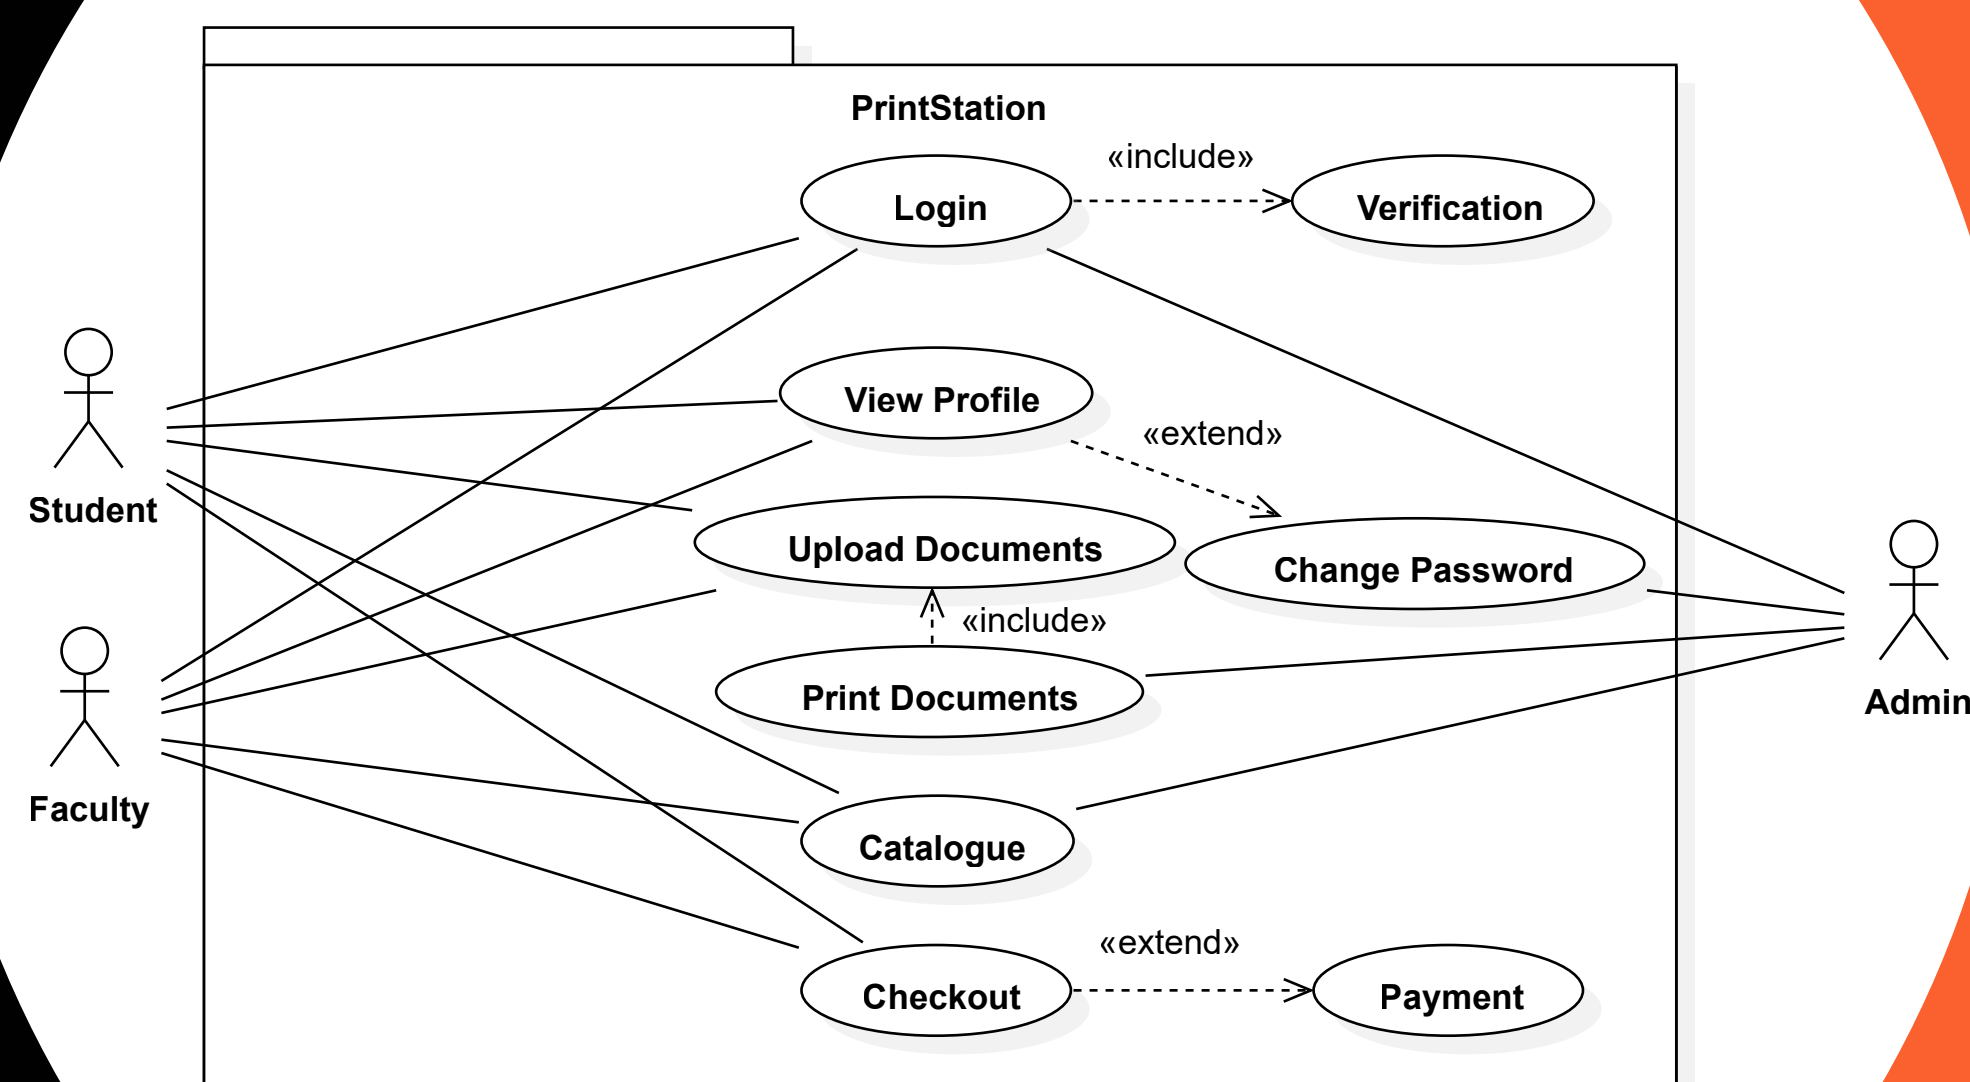 PrintStation
«include»
Login
Verification
View Profile
«extend»
Student
Upload Documents
Change Password
«include»
Print Documents
Admin
Faculty
Catalogue
«extend»
Checkout
Payment